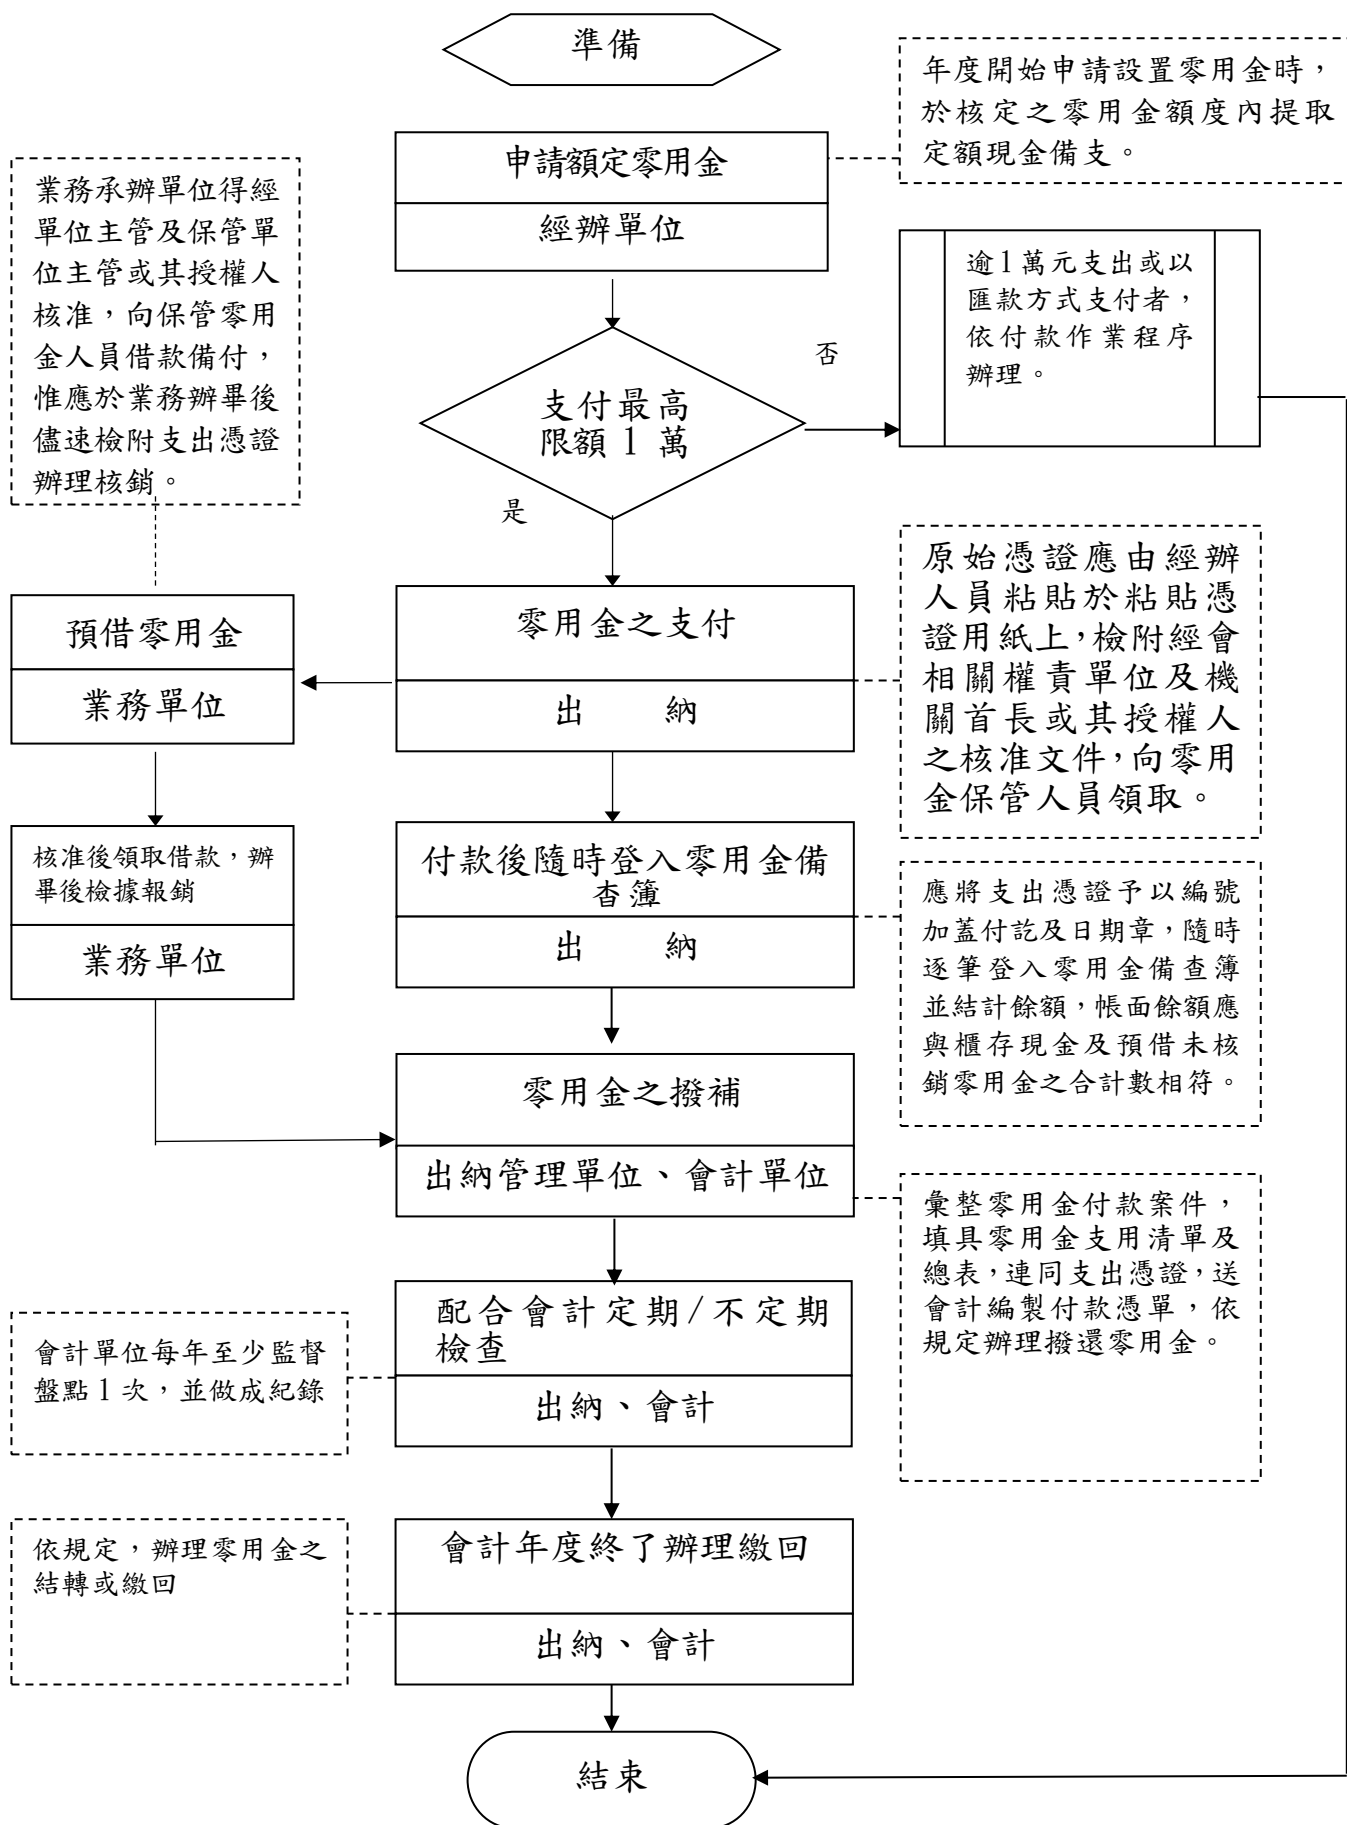 準備
年度開始申請設置零用金時，
於核定之零用金額度內提取
定額現金備支。
申請額定零用金
經辦單位
業務承辦單位得經
單位主管及保管單
位主管或其授權人
核准，向保管零用
金人員借款備付，
惟應於業務辦畢後
儘速檢附支出憑證
辦理核銷。
逾1萬元支出或以
匯款方式支付者，
依付款作業程序
辦理。
否
支付最高
限額 1 萬
是
原始憑證應由經辦
人員粘貼於粘貼憑
證用紙上，檢附經會
相關權責單位及機
關首長或其授權人
之核准文件，向零用
金保管人員領取。
預借零用金
業務單位
零用金之支付
出 納
核准後領取借款，辦
畢後檢據報銷
業務單位
付款後隨時登入零用金備
查簿
出 納
應將支出憑證予以編號
加蓋付訖及日期章，隨時
逐筆登入零用金備查簿
並結計餘額，帳面餘額應
與櫃存現金及預借未核
銷零用金之合計數相符。
零用金之撥補
出納管理單位、會計單位
彙整零用金付款案件，
填具零用金支用清單及
總表，連同支出憑證，送
會計編製付款憑單，依
規定辦理撥還零用金。
配合會計定期/不定期
檢查
出納、會計
會計單位每年至少監督
盤點 1 次，並做成紀錄
會計年度終了辦理繳回
出納、會計
依規定，辦理零用金之
結轉或繳回
結束